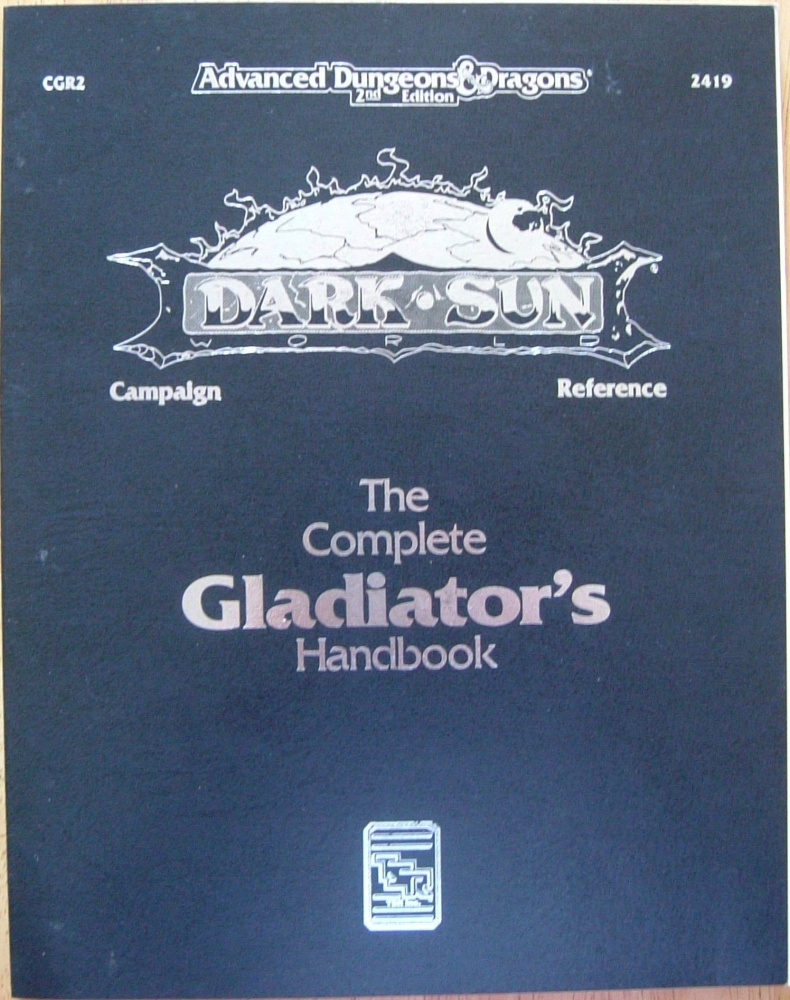 CGR2
Advanced Dungeons & Dragons®
2419
2nd Edition
DARK • SUN
WORLD
®
Campaign
Reference
The
Complete
Gladiator's
Handbook